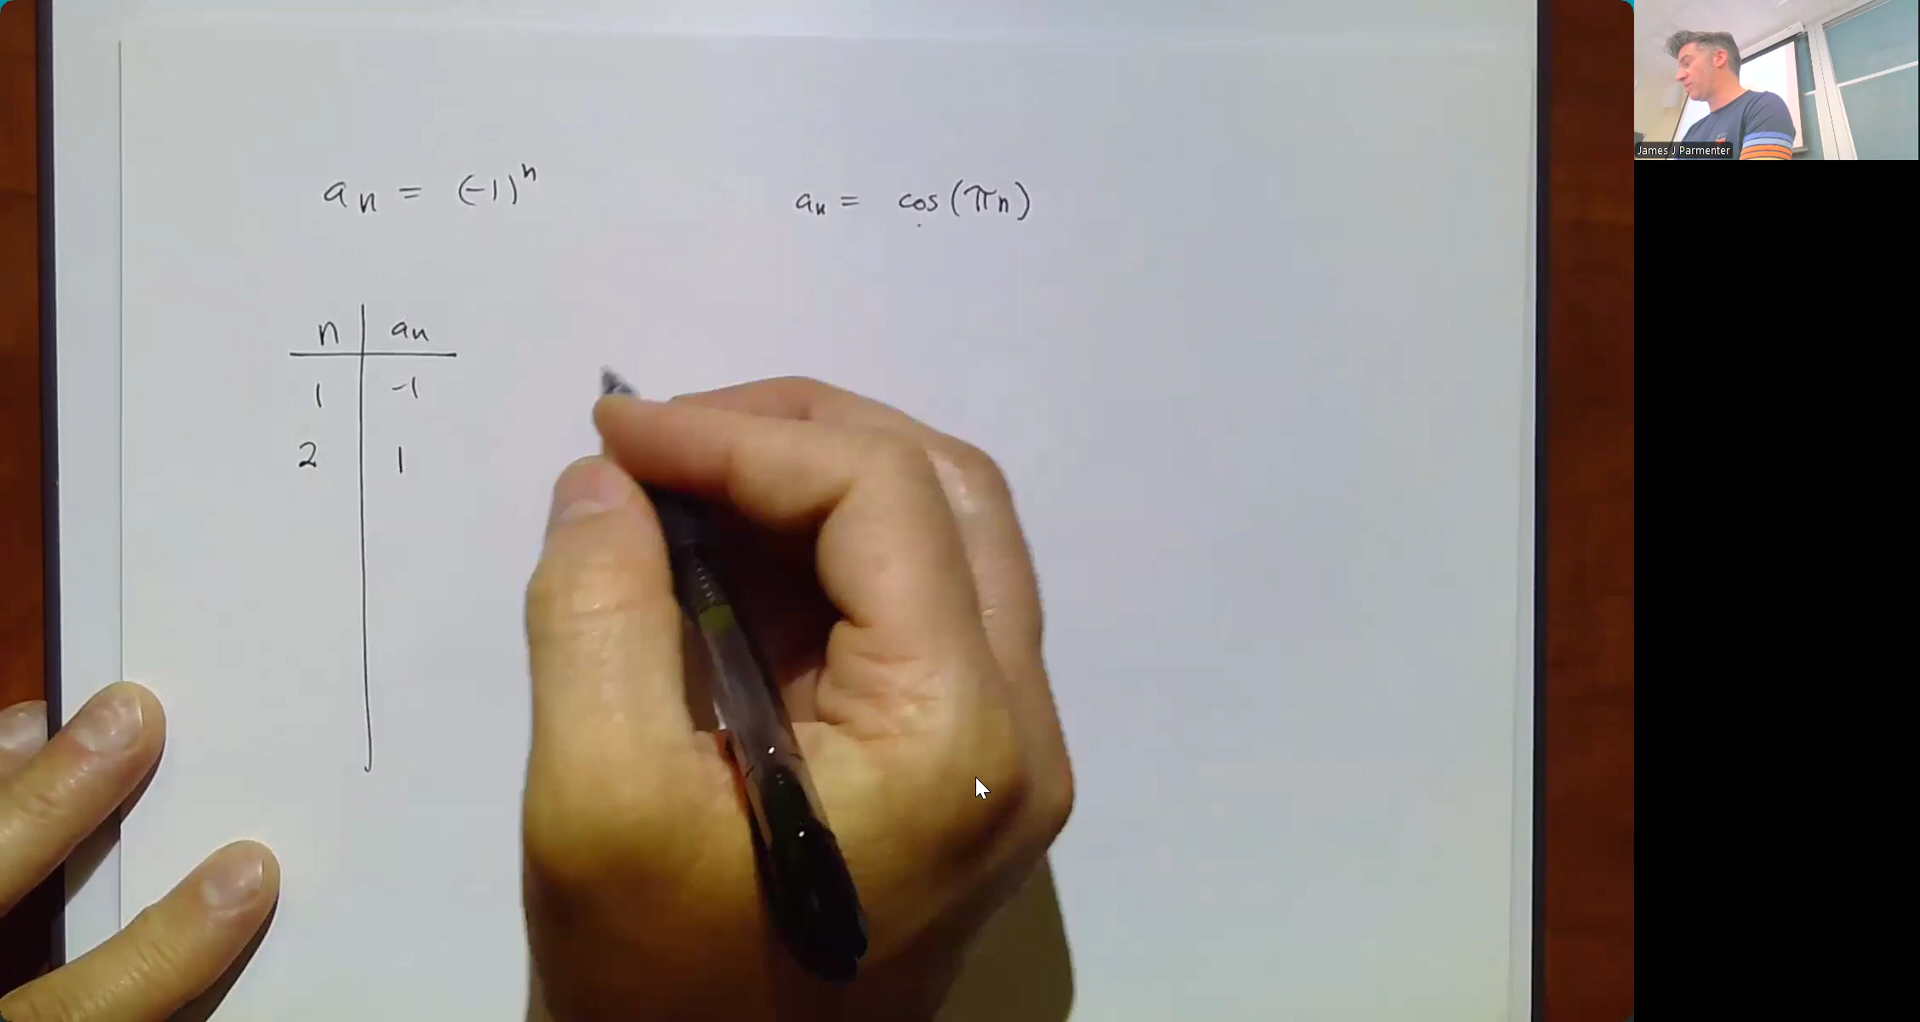 aₙ = (-1)ⁿ
aₙ = cos(πn)
n aₙ
1 -1
2 1
James J Parmenter